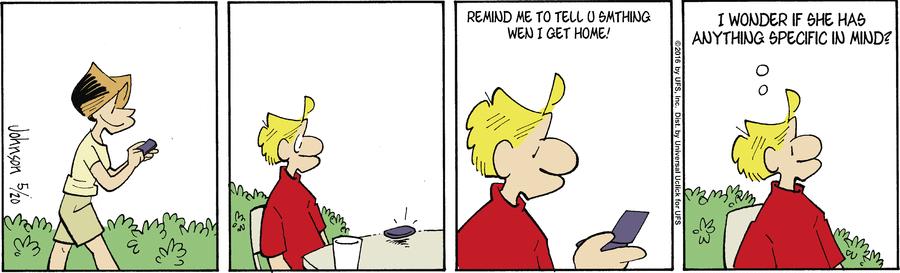 Johnson 5/20
REMIND ME TO TELL U SMTHING
WEN I GET HOME!
©2016 by UFS, Inc. Dist. by Universal Uclick for UFS
I WONDER IF SHE HAS
ANYTHING SPECIFIC IN MIND?